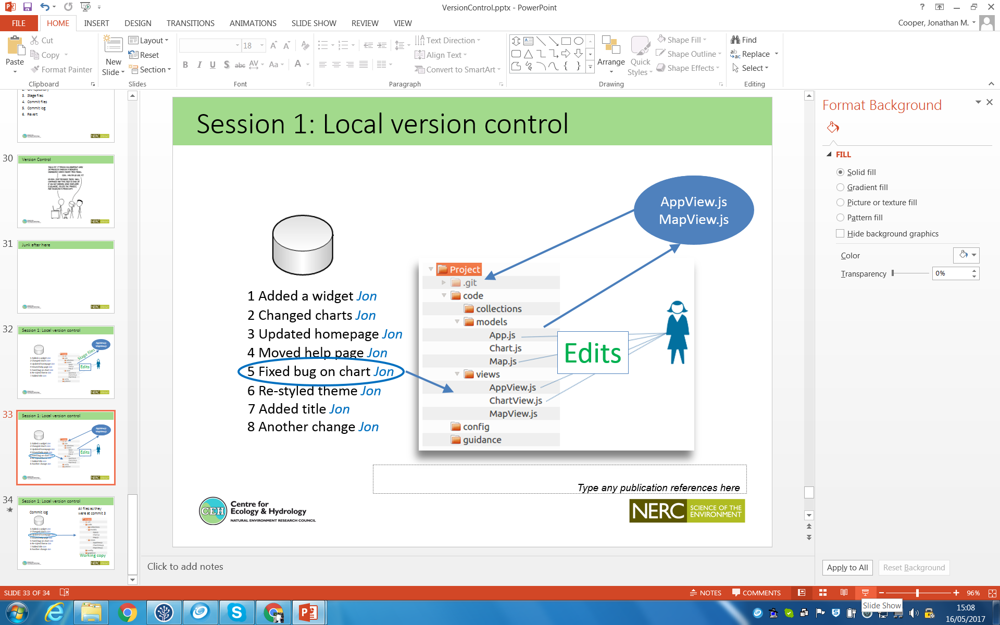 VersionControl.pptx - PowerPoint
FILE
HOME
INSERT
DESIGN
TRANSITIONS
ANIMATIONS
SLIDE SHOW
REVIEW
VIEW
Cooper, Jonathan M.
Paste
Cut
Copy
Format Painter
Clipboard
New
Slide
Layout
Reset
Section
Slides
18
Font
Text Direction
Align Text
Convert to SmartArt
Paragraph
Arrange
Quick
Styles
Shape Fill
Shape Outline
Shape Effects
Drawing
Find
Replace
Select
Editing
3. Stage files
4. Commit files
5. Commit log
6. Revert
30
Version Control
31
Junk after here
32
Session 1: Local version control
33
Session 1: Local version control
34
Session 1: Local version control
Commit log
All files as they
were at commit 3
Working copy
Session 1: Local version control
AppView.js
MapView.js
1 Added a widget Jon
2 Changed charts Jon
3 Updated homepage Jon
4 Moved help page Jon
5 Fixed bug on chart Jon
6 Re-styled theme Jon
7 Added title Jon
8 Another change Jon
Project
.git
code
collections
models
App.js
Chart.js
Map.js
views
AppView.js
ChartView.js
MapView.js
config
guidance
Edits
Type any publication references here
CEH
Centre for
Ecology & Hydrology
NATURAL ENVIRONMENT RESEARCH COUNCIL
NERC
SCIENCE OF THE
ENVIRONMENT
Click to add notes
Format Background
FILL
Solid fill
Gradient fill
Picture or texture fill
Pattern fill
Hide background graphics
Color
Transparency
0%
Apply to All
Reset Background
SLIDE 33 OF 34
NOTES
COMMENTS
96%
Slide Show
15:08
16/05/2017